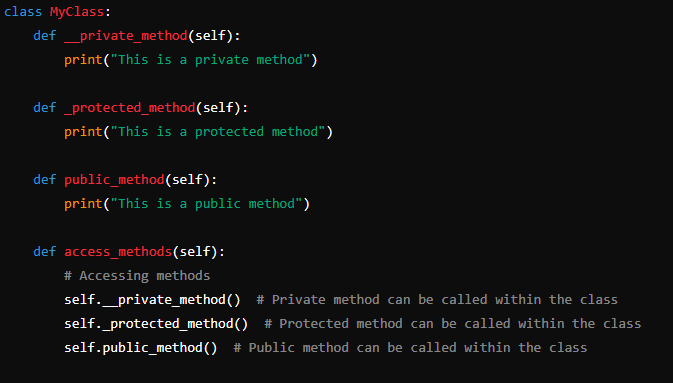 class MyClass:
    def __private_method(self):
        print("This is a private method")
    def _protected_method(self):
        print("This is a protected method")
    def public_method(self):
        print("This is a public method")
    def access_methods(self):
        # Accessing methods
        self.__private_method()  # Private method can be called within the class
        self._protected_method()  # Protected method can be called within the class
        self.public_method()  # Public method can be called within the class